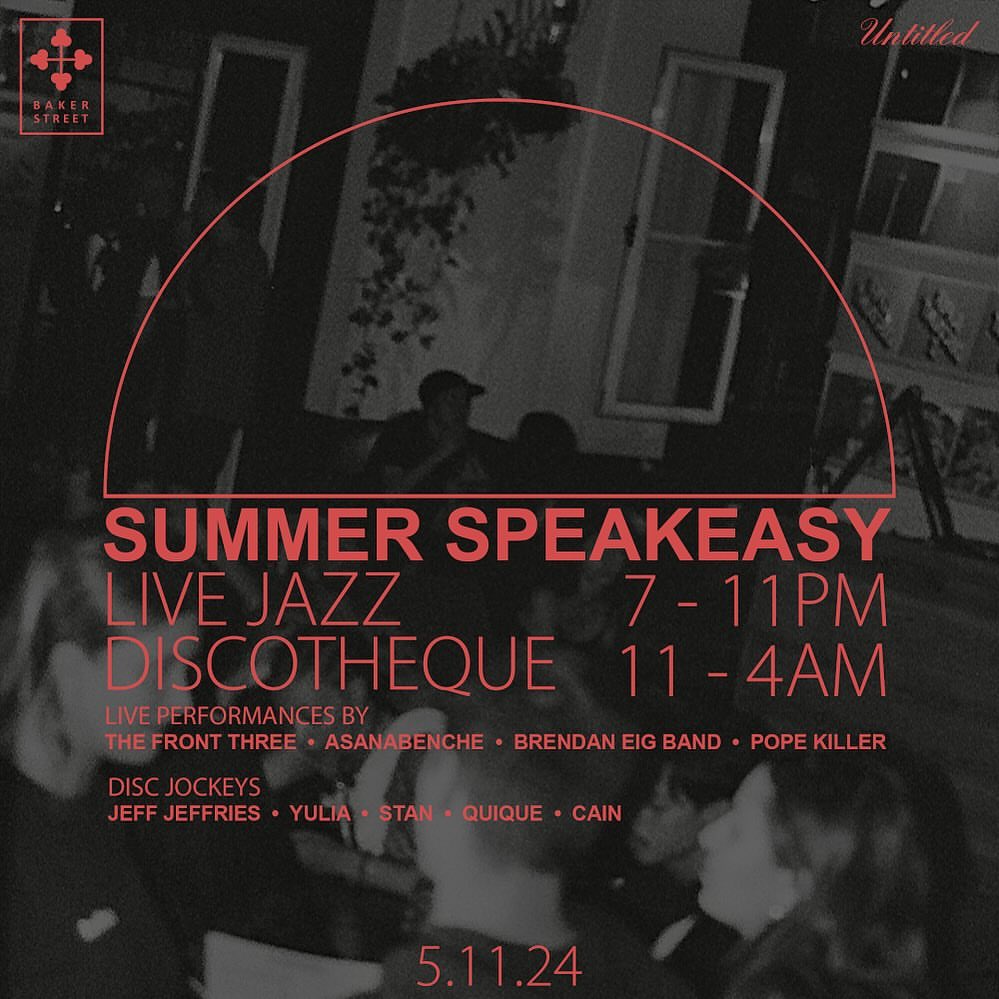 BAKER
STREET
Untitled
SUMMER SPEAKEASY
LIVE JAZZ 7 - 11PM
DISCOTHEQUE 11 - 4AM
LIVE PERFORMANCES BY
THE FRONT THREE • ASANABENCHE • BRENDAN EIG BAND • POPE KILLER
DISC JOCKEYS
JEFF JEFFRIES • YULIA • STAN • QUIQUE • CAIN
5.11.24